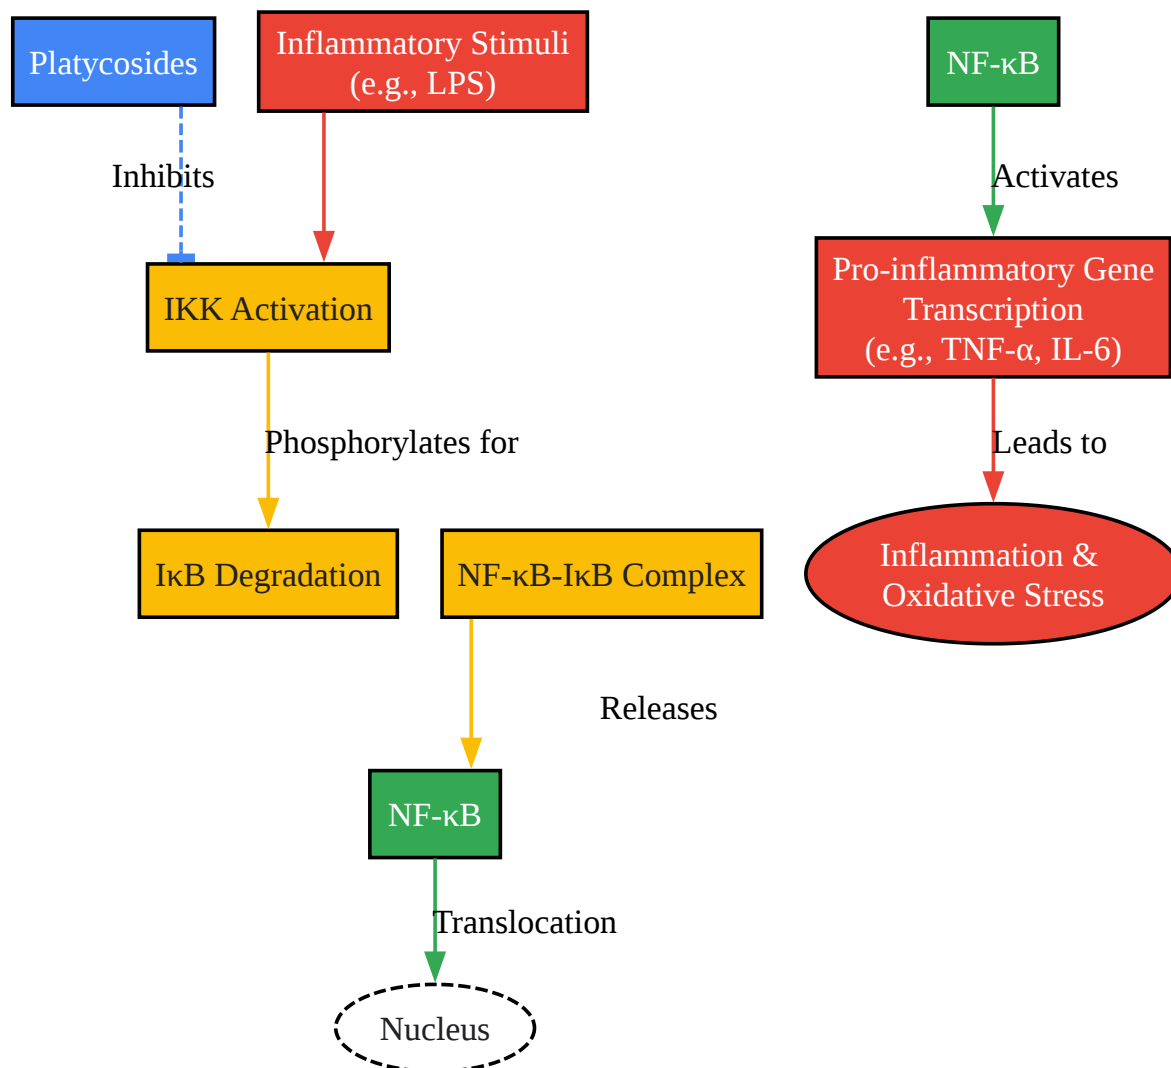 Platycosides
Inflammatory Stimuli
(e.g., LPS)
NF-κB
Inhibits
Activates
IKK Activation
Pro-inflammatory Gene
Transcription
(e.g., TNF-α, IL-6)
Phosphorylates for
Leads to
IκB Degradation
NF-κB-IκB Complex
Inflammation &
Oxidative Stress
Releases
NF-κB
Translocation
Nucleus